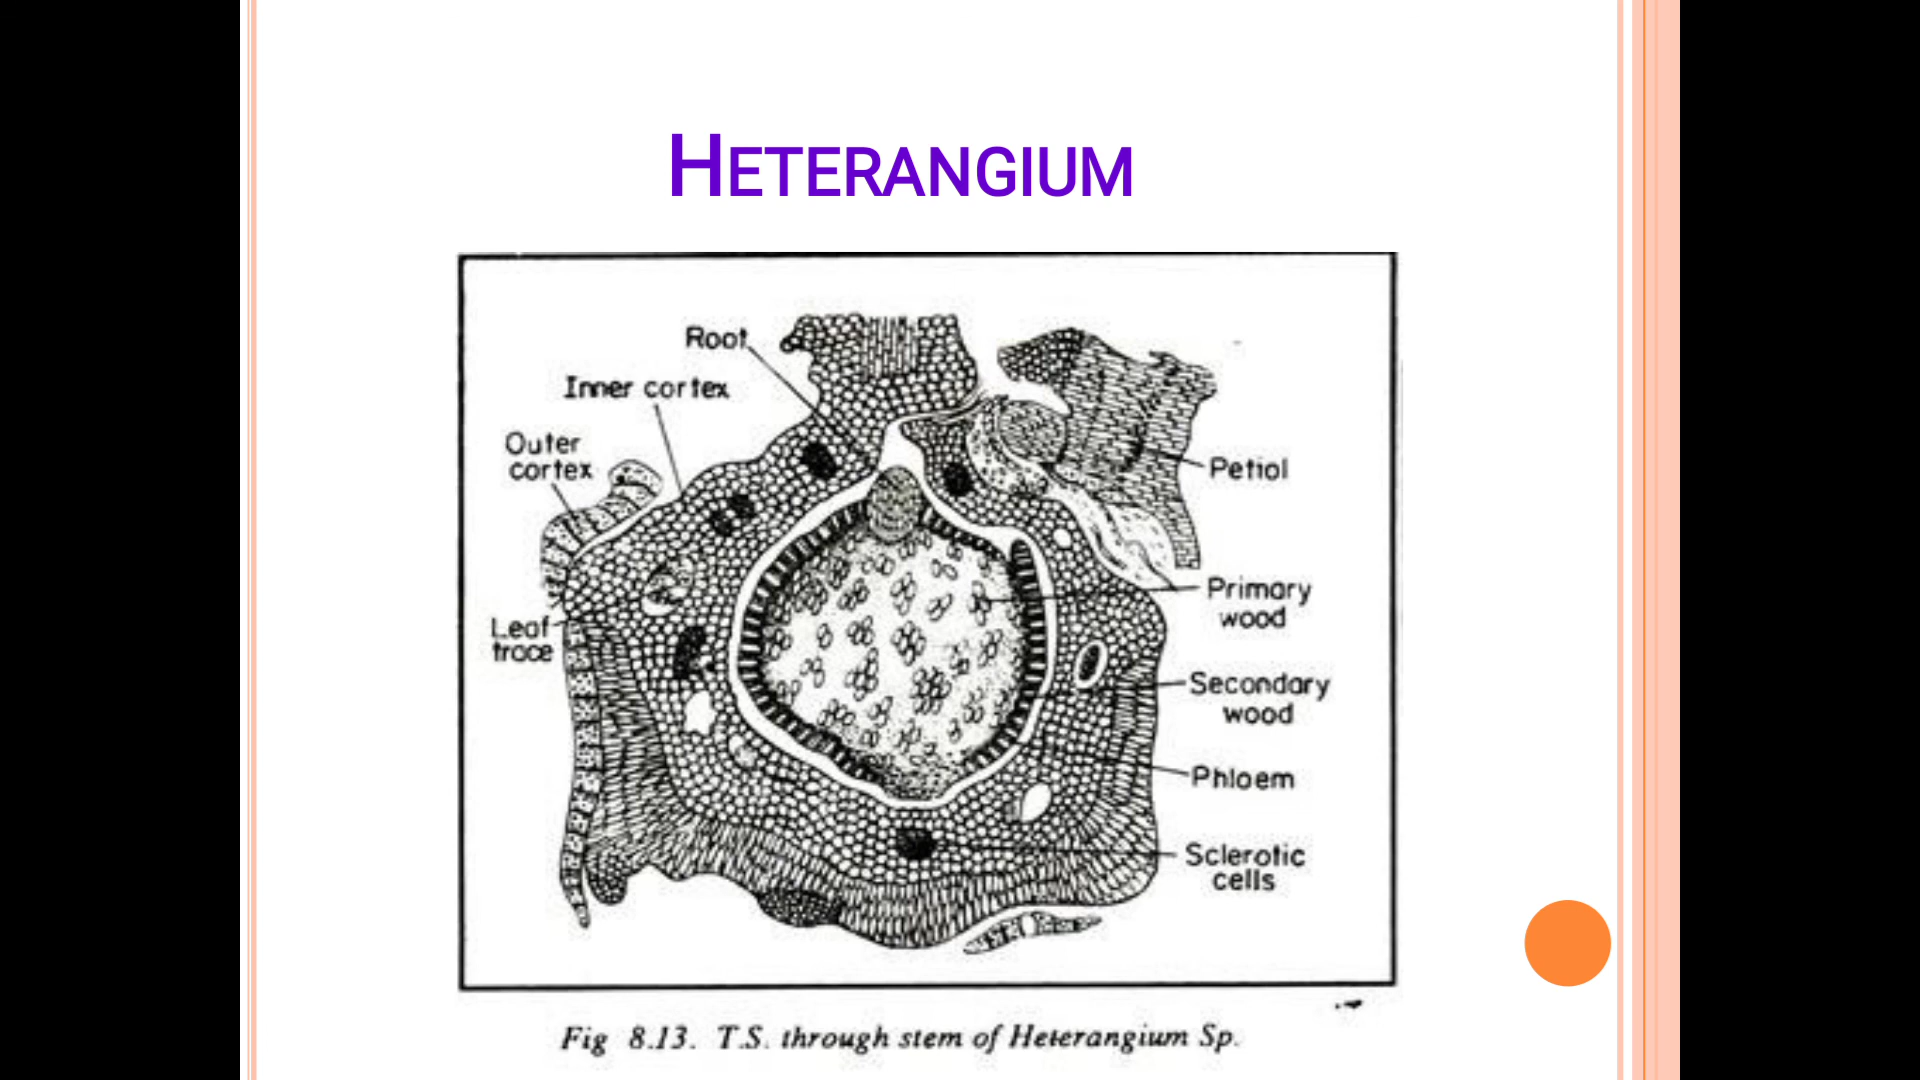 HETERANGIUM
Root
Inner cortex
Outer
cortex
Petiol
Primary
wood
Leaf
trace
Secondary
wood
Phloem
Sclerotic
cells
Fig 8.13. T.S. through stem of Heterangium Sp.